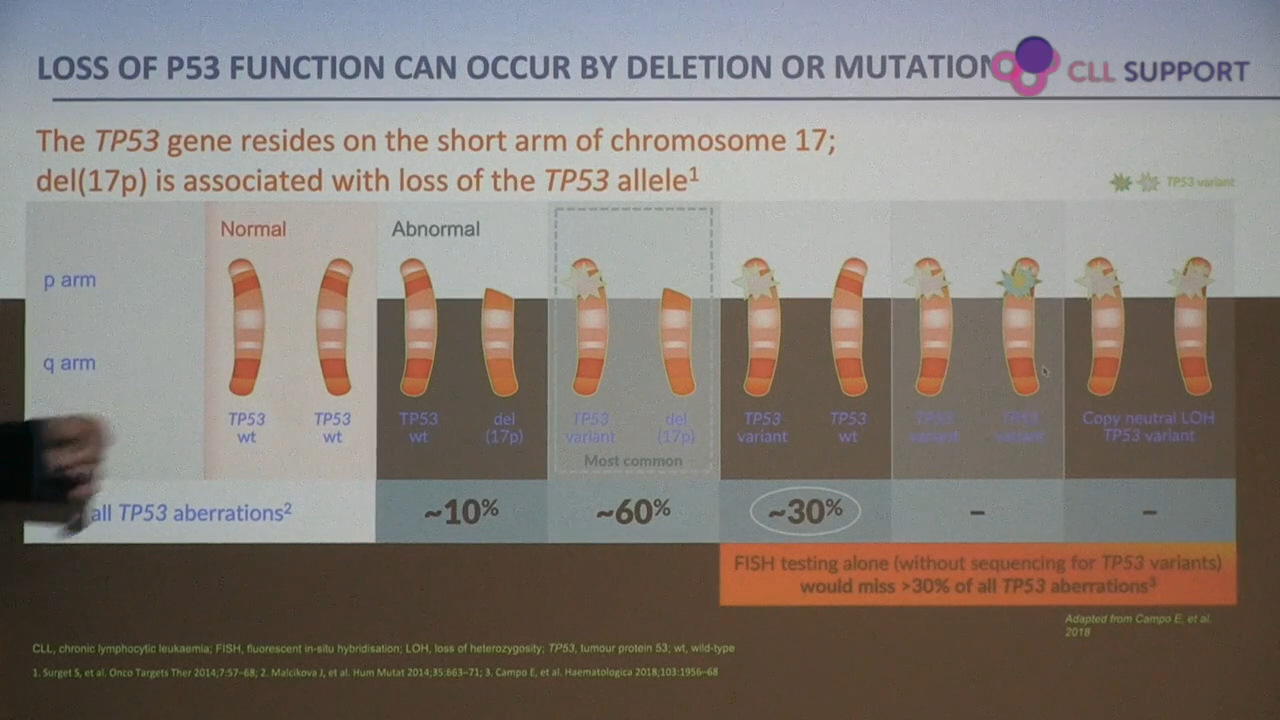 LOSS OF P53 FUNCTION CAN OCCUR BY DELETION OR MUTATION
CLL SUPPORT
The TP53 gene resides on the short arm of chromosome 17;
del(17p) is associated with loss of the TP53 allele¹
TP53 variant
Normal
Abnormal
p arm
q arm
TP53 wt
TP53 wt
TP53 wt
del (17p)
TP53 variant
del (17p)
Most common
TP53 variant
TP53 wt
TP53 variant
TP53 variant
Copy neutral LOH
TP53 variant
all TP53 aberrations²
~10%
~60%
~30%
–
–
FISH testing alone (without sequencing for TP53 variants)
would miss >30% of all TP53 aberrations³
Adapted from Campo E, et al.
2018
CLL, chronic lymphocytic leukaemia; FISH, fluorescent in-situ hybridisation; LOH, loss of heterozygosity; TP53, tumour protein 53; wt, wild-type
1. Surget S, et al. Onco Targets Ther 2014;7:57–68; 2. Malcikova J, et al. Hum Mutat 2014;35:663–71; 3. Campo E, et al. Haematologica 2018;103:1956–68